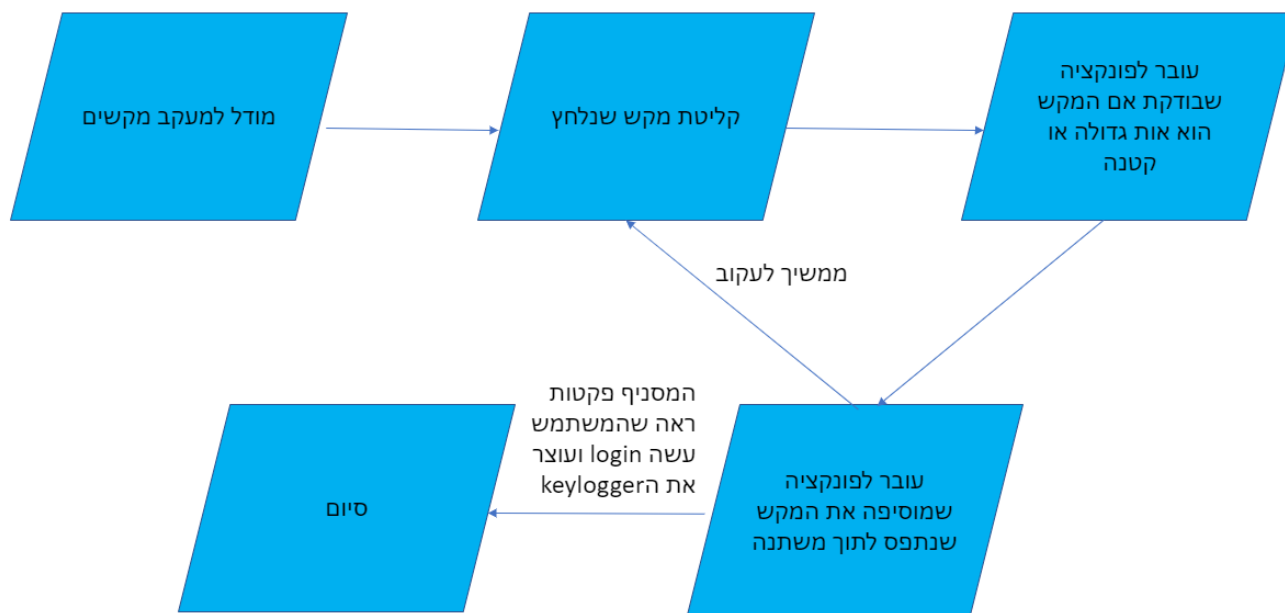 מודל למעקב מקשים
קליטת מקש שנלחץ
עובר לפונקציה
שבודקת אם המקש
הוא אות גדולה או
קטנה
ממשיך לעקוב
עובר לפונקציה
שמוסיפה את המקש
שנתפס לתוך משתנה
המסניף פקטות
ראה שהמשתמש
עשה login ועוצר
את הkeylogger
סיום